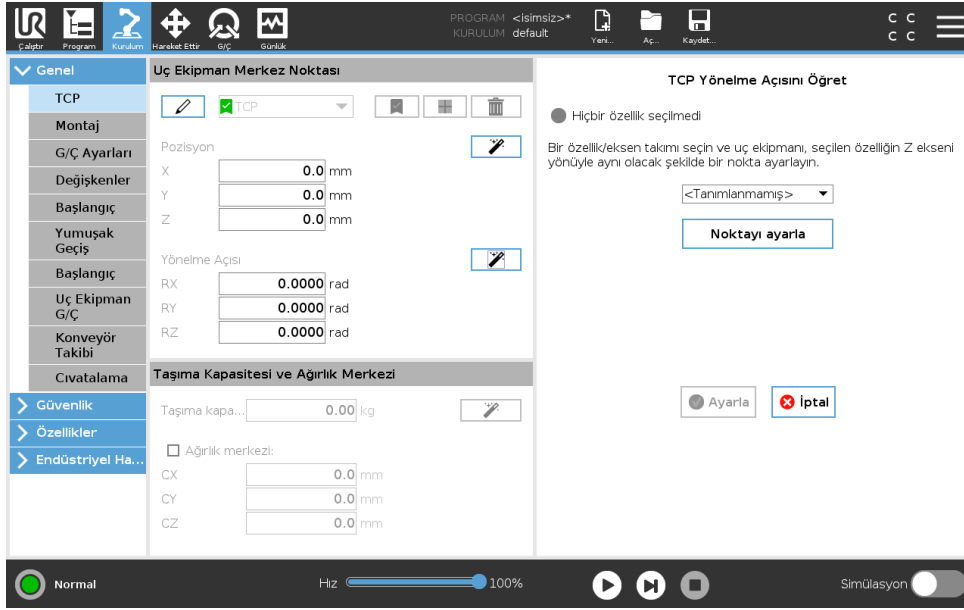 UR
Çalıştır
Program
Kurulum
Hareket Ettir
G/Ç
Günlük
PROGRAM <isimsiz>*
KURULUM default
Yeni...
Aç...
Kaydet...
C C
C C
Genel
TCP
Montaj
G/Ç Ayarları
Değişkenler
Başlangıç
Yumuşak
Geçiş
Başlangıç
Uç Ekipman
G/Ç
Konveyör
Takibi
Cıvatalama
Güvenlik
Özellikler
Endüstriyel Ha...
Uç Ekipman Merkez Noktası
TCP
Pozisyon
X 0.0 mm
Y 0.0 mm
Z 0.0 mm
Yönelme Açısı
RX 0.0000 rad
RY 0.0000 rad
RZ 0.0000 rad
Taşıma Kapasitesi ve Ağırlık Merkezi
Taşıma kapa... 0.00 kg
Ağırlık merkezi:
CX 0.0 mm
CY 0.0 mm
CZ 0.0 mm
TCP Yönelme Açısını Öğret
Hiçbir özellik seçilmedi
Bir özellik/eksen takımı seçin ve uç ekipmanı, seçilen özelliğin Z ekseni
yönüyle aynı olacak şekilde bir nokta ayarlayın.
<Tanımlanmamış>
Noktayı ayarla
Ayarla
İptal
Normal
Hız 100%
Simülasyon